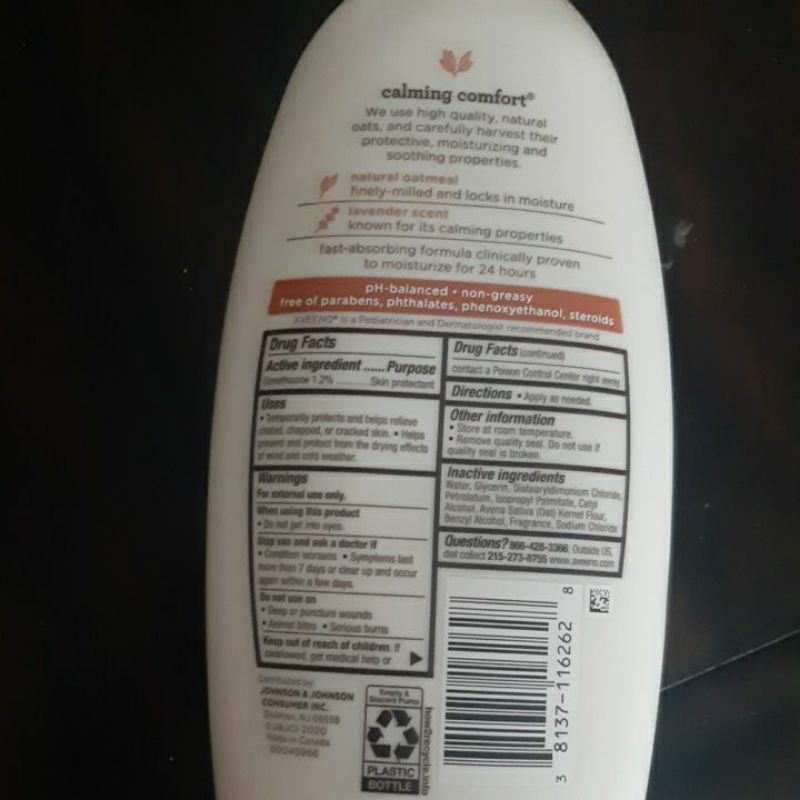 calming comfort®
We use high quality, natural
oats, and carefully harvest their
protective, moisturizing and
soothing properties.
natural oatmeal
finely-milled and locks in moisture
lavender scent
known for its calming properties
fast-absorbing formula clinically proven
to moisturize for 24 hours
pH-balanced • non-greasy
free of parabens, phthalates, phenoxyethanol, steroids
AVEENO® is a Pediatrician and Dermatologist recommended brand
Drug Facts
Active ingredient ...... Purpose
Dimethicone 1.2% .......... Skin protectant
Uses
• Temporarily protects and helps relieve
chafed, chapped, or cracked skin. • Helps
prevent and protect from the drying effects
of wind and cold weather.
Warnings
For external use only.
When using this product
• Do not get into eyes.
Stop use and ask a doctor if
• Condition worsens • Symptoms last
more than 7 days or clear up and occur
again within a few days.
Do not use on
• Deep or puncture wounds
• Animal bites • Serious burns
Keep out of reach of children. If
swallowed, get medical help or
Drug Facts (continued)
contact a Poison Control Center right away.
Directions • Apply as needed.
Other information
• Store at room temperature.
• Remove quality seal. Do not use if
quality seal is broken.
Inactive ingredients
Water, Glycerin, Distearyldimonium Chloride,
Petrolatum, Isopropyl Palmitate, Cetyl
Alcohol, Avena Sativa (Oat) Kernel Flour,
Benzyl Alcohol, Fragrance, Sodium Chloride
Questions? 866-428-3366; Outside US,
dial collect 215-273-8755 www.aveeno.com
Distributed by:
JOHNSON & JOHNSON
CONSUMER INC.
Skillman, NJ 08558
©J&JCI 2020
Made in Canada
30045966
Empty &
Discard Pump
PLASTIC
BOTTLE
how2recycle.info
3 8137-116262 8